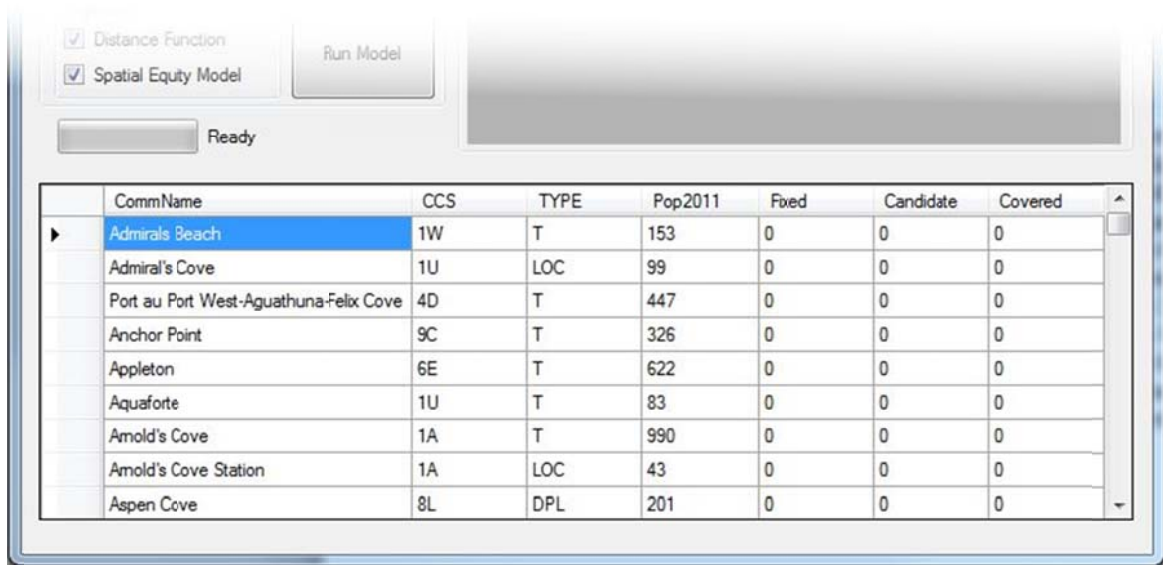 Distance Function
Run Model
Spatial Equity Model
Ready
CommName CCS TYPE Pop2011 Fixed Candidate Covered
Admirals Beach 1W T 153 0 0 0
Admiral's Cove 1U LOC 99 0 0 0
Port au Port West-Aguathuna-Felix Cove 4D T 447 0 0 0
Anchor Point 9C T 326 0 0 0
Appleton 6E T 622 0 0 0
Aquaforte 1U T 83 0 0 0
Arnold's Cove 1A T 990 0 0 0
Arnold's Cove Station 1A LOC 43 0 0 0
Aspen Cove 8L DPL 201 0 0 0